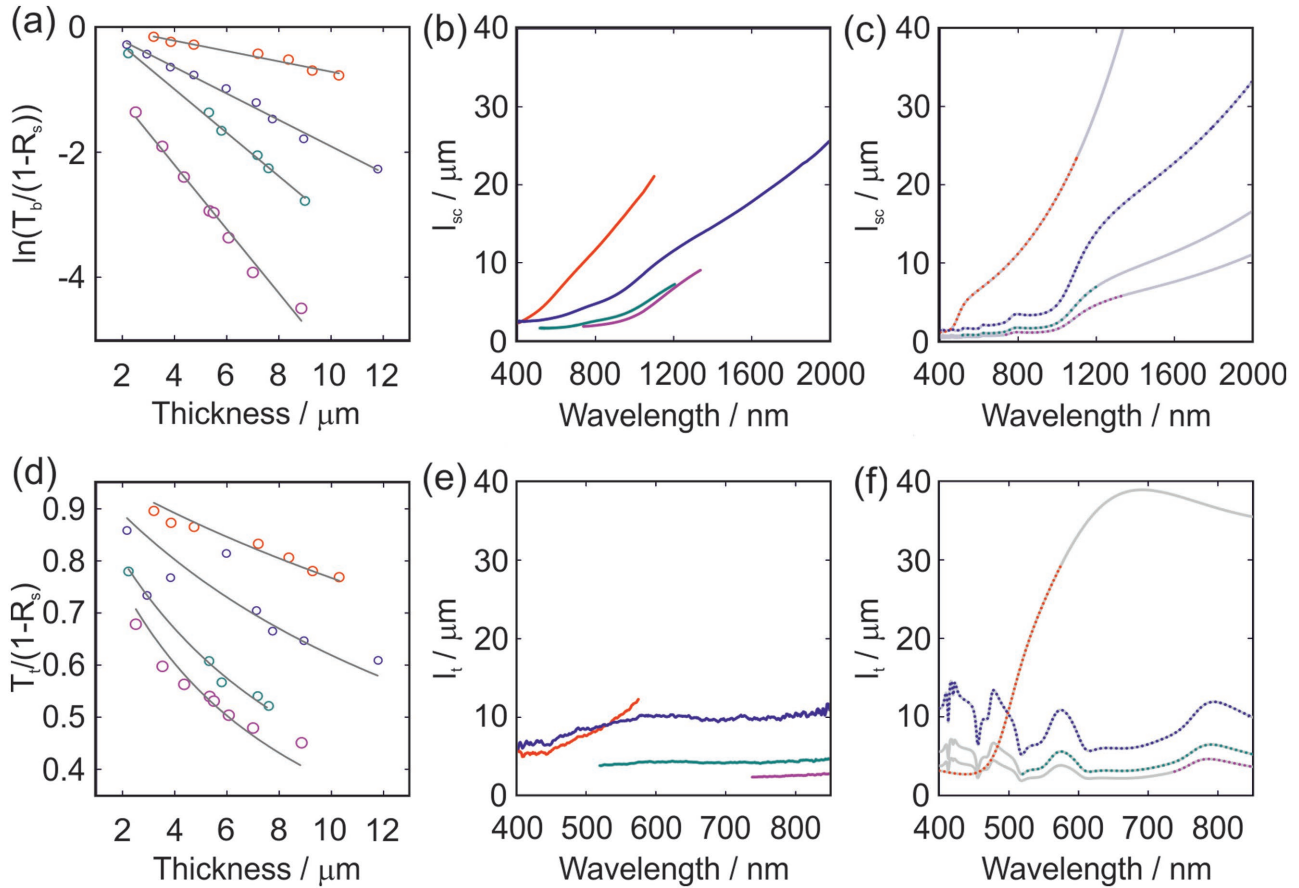 (a)
0
-2
-4
ln(T_b/(1-R_s))
2 4 6 8 10 12
Thickness / μm
(b)
40
30
20
10
0
l_sc / μm
400 800 1200 1600 2000
Wavelength / nm
(c)
40
30
20
10
0
l_sc / μm
400 800 1200 1600 2000
Wavelength / nm
(d)
0.9
0.8
0.7
0.6
0.5
0.4
T_t/(1-R_s)
2 4 6 8 10 12
Thickness / μm
(e)
40
30
20
10
0
l_t / μm
400 500 600 700 800
Wavelength / nm
(f)
40
30
20
10
0
l_t / μm
400 500 600 700 800
Wavelength / nm